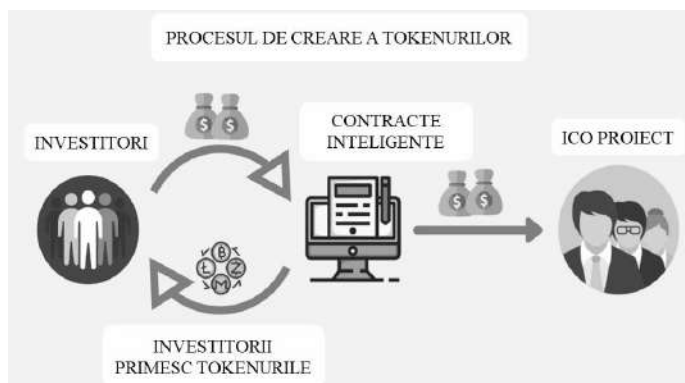 PROCESUL DE CREARE A TOKENURILOR
INVESTITORI
CONTRACTE
INTELIGENTE
ICO PROIECT
INVESTITORII
PRIMESC TOKENURILE